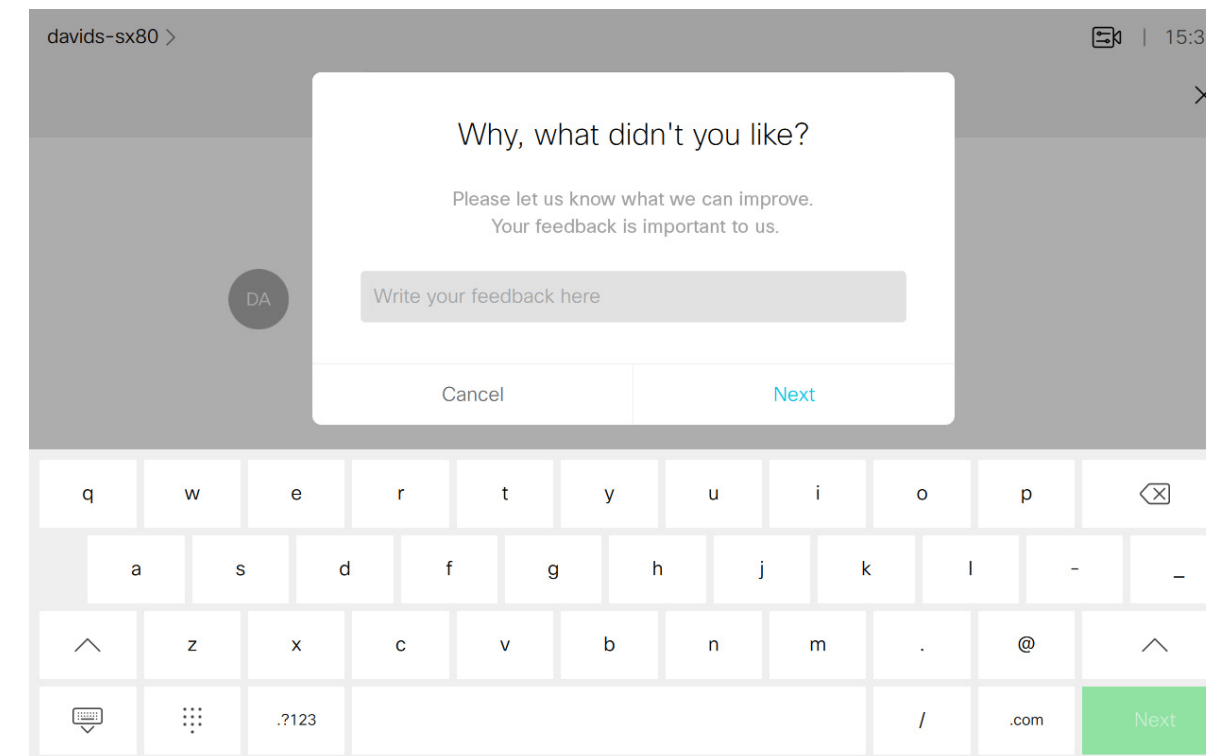 davids-sx80 >
| 15:3
Why, what didn't you like?
Please let us know what we can improve.
Your feedback is important to us.
DA
Write your feedback here
Cancel Next
q w e r t y u i o p
a s d f g h j k l - _
z x c v b n m . @
.?123 / .com Next